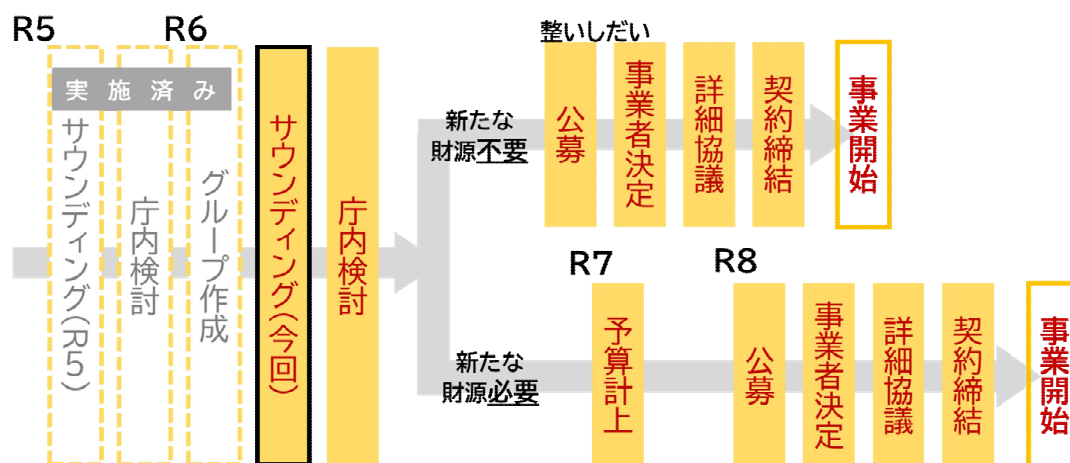 R5
R6
実施済み
サウンディング(R5)
庁内検討
グループ作成
サウンディング(今回)
庁内検討
新たな
財源不要
整いしだい
公募
事業者決定
詳細協議
契約締結
事業開始
新たな
財源必要
R7
予算計上
R8
公募
事業者決定
詳細協議
契約締結
事業開始